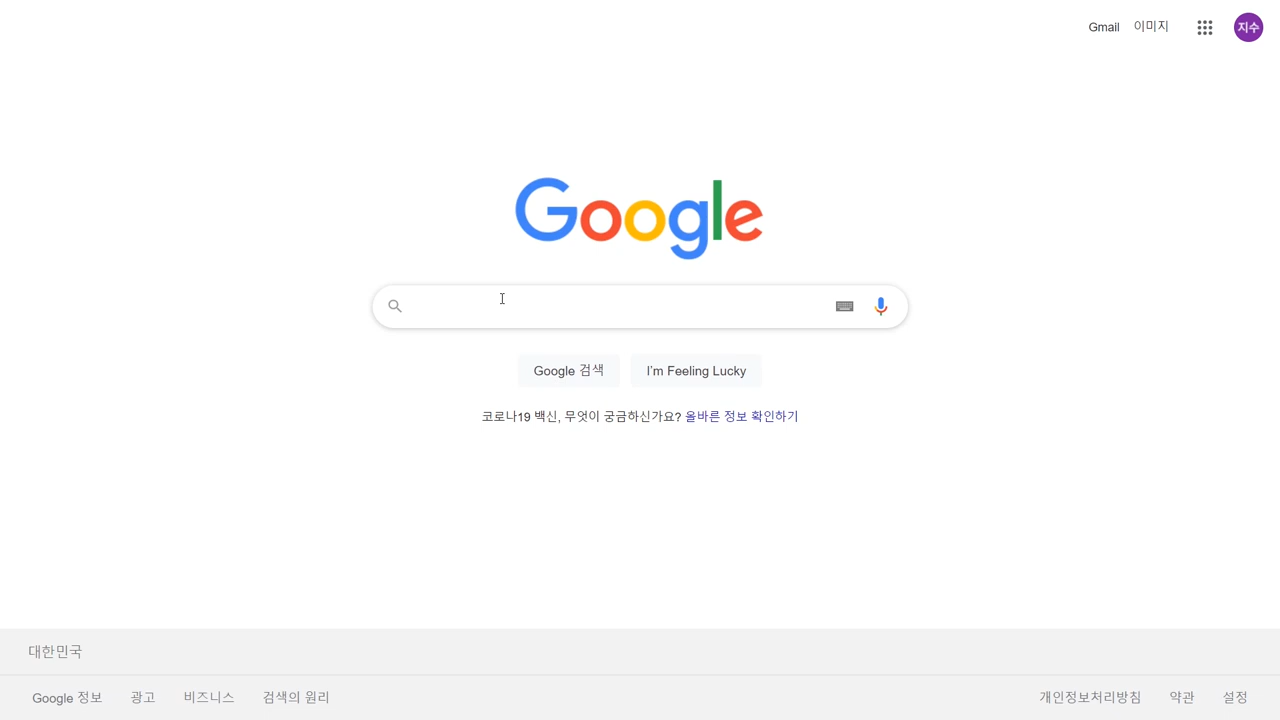 Gmail 이미지 지수
Google
Google 검색 I'm Feeling Lucky
코로나19 백신, 무엇이 궁금하신가요? 올바른 정보 확인하기
대한민국
Google 정보 광고 비즈니스 검색의 원리 개인정보처리방침 약관 설정